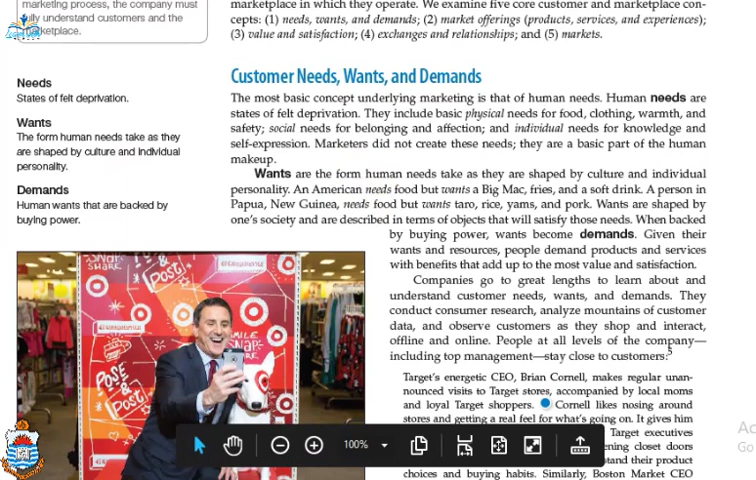 marketing process, the company must
fully understand customers and the
marketplace.
marketplace in which they operate. We examine five core customer and marketplace con-
cepts: (1) needs, wants, and demands; (2) market offerings (products, services, and experiences);
(3) value and satisfaction; (4) exchanges and relationships; and (5) markets.
Needs
States of felt deprivation.
Wants
The form human needs take as they
are shaped by culture and individual
personality.
Demands
Human wants that are backed by
buying power.
Customer Needs, Wants, and Demands
The most basic concept underlying marketing is that of human needs. Human needs are
states of felt deprivation. They include basic physical needs for food, clothing, warmth, and
safety; social needs for belonging and affection; and individual needs for knowledge and
self-expression. Marketers did not create these needs; they are a basic part of the human
makeup.
Wants are the form human needs take as they are shaped by culture and individual
personality. An American needs food but wants a Big Mac, fries, and a soft drink. A person in
Papua, New Guinea, needs food but wants taro, rice, yams, and pork. Wants are shaped by
one's society and are described in terms of objects that will satisfy those needs. When backed
by buying power, wants become demands. Given their
wants and resources, people demand products and services
with benefits that add up to the most value and satisfaction.
Companies go to great lengths to learn about and
understand customer needs, wants, and demands. They
conduct consumer research, analyze mountains of customer
data, and observe customers as they shop and interact,
offline and online. People at all levels of the company—
including top management—stay close to customers:5
Target's energetic CEO, Brian Cornell, makes regular unan-
nounced visits to Target stores, accompanied by local moms
and loyal Target shoppers. Cornell likes nosing around
stores and getting a real feel for what's going on. It gives him
Target executives
ening closet doors
tand their product
choices and buying habits. Similarly, Boston Market CEO
SNAP
SHARE
& POST!
SMILE
SNAP
SHARE
POSE &
POST!
100%
Ac
Go